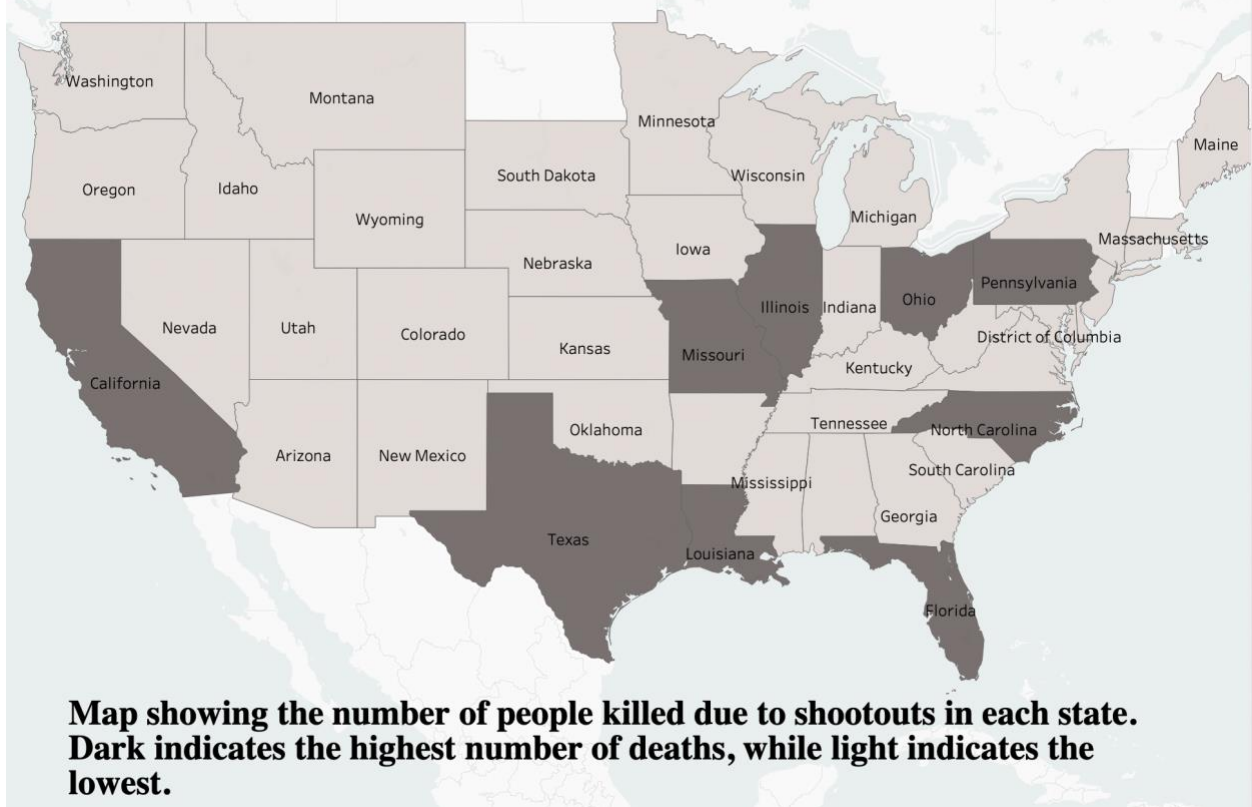 Washington
Montana
Minnesota
Maine
Oregon
Idaho
South Dakota
Wisconsin
Wyoming
Michigan
Massachusetts
Iowa
Nebraska
Pennsylvania
Nevada
Utah
Colorado
Illinois
Indiana
Ohio
District of Columbia
Kansas
Missouri
Kentucky
California
Oklahoma
Tennessee
North Carolina
Arizona
New Mexico
South Carolina
Mississippi
Georgia
Texas
Louisiana
Florida
Map showing the number of people killed due to shootouts in each state.
Dark indicates the highest number of deaths, while light indicates the
lowest.